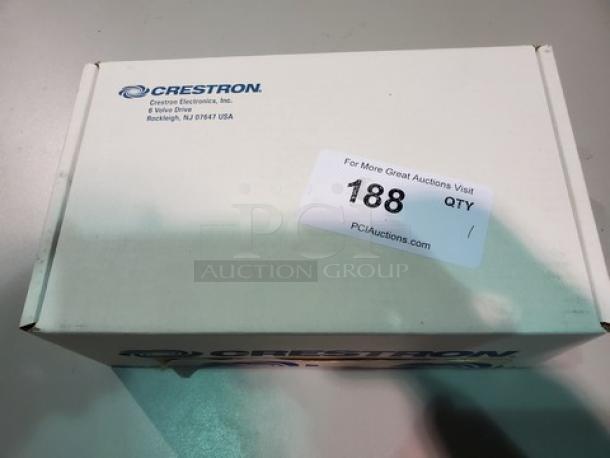 CRESTRON
Crestron Electronics, Inc.
6 Volvo Drive
Rockleigh, NJ 07647 USA
For More Great Auctions Visit
188 QTY
1
PCIAuctions.com
PCI
AUCTION GROUP
CRESTRON